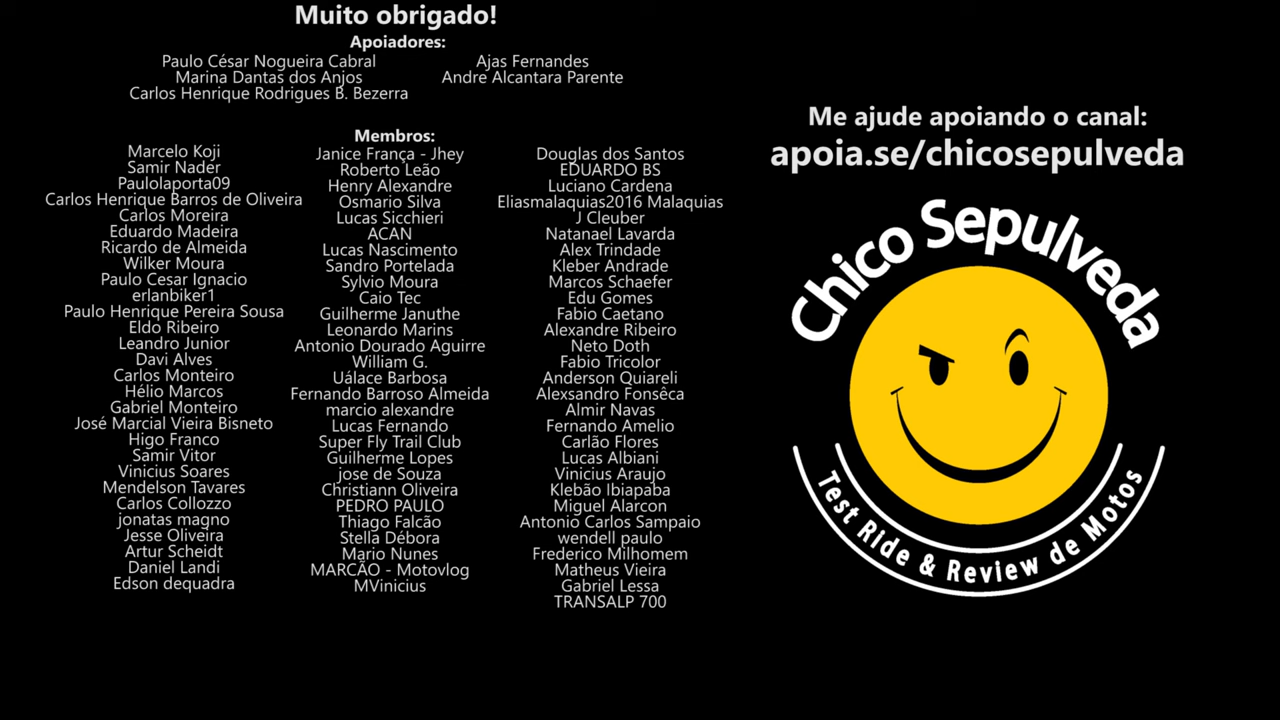 Muito obrigado!
Apoiadores:
Paulo César Nogueira Cabral
Marina Dantas dos Anjos
Carlos Henrique Rodrigues B. Bezerra
Ajas Fernandes
Andre Alcantara Parente
Membros:
Marcelo Koji
Samir Nader
Paulolaporta09
Carlos Henrique Barros de Oliveira
Carlos Moreira
Eduardo Madeira
Ricardo de Almeida
Wilker Moura
Paulo Cesar Ignacio
erlanbiker1
Paulo Henrique Pereira Sousa
Eldo Ribeiro
Leandro Junior
Davi Alves
Carlos Monteiro
Hélio Marcos
Gabriel Monteiro
José Marcial Vieira Bisneto
Higo Franco
Samir Vitor
Vinicius Soares
Mendelson Tavares
Carlos Collozzo
jonatas magno
Jesse Oliveira
Artur Scheidt
Daniel Landi
Edson dequadra
Janice França - Jhey
Roberto Leão
Henry Alexandre
Osmario Silva
Lucas Sicchieri
ACAN
Lucas Nascimento
Sandro Portelada
Sylvio Moura
Caio Tec
Guilherme Januthe
Leonardo Marins
Antonio Dourado Aguirre
William G.
Uálace Barbosa
Fernando Barroso Almeida
marcio alexandre
Lucas Fernando
Super Fly Trail Club
Guilherme Lopes
jose de Souza
Christiann Oliveira
PEDRO PAULO
Thiago Falcão
Stella Débora
Mario Nunes
MARCÃO - Motovlog
MVinicius
Douglas dos Santos
EDUARDO BS
Luciano Cardena
Eliasmalaquias2016 Malaquias
J Cleuber
Natanael Lavarda
Alex Trindade
Kleber Andrade
Marcos Schaefer
Edu Gomes
Fabio Caetano
Alexandre Ribeiro
Neto Doth
Fabio Tricolor
Anderson Quiareli
Alexsandro Fonsêca
Almir Navas
Fernando Amelio
Carlão Flores
Lucas Albiani
Vinicius Araujo
Klebão Ibiapaba
Miguel Alarcon
Antonio Carlos Sampaio
wendell paulo
Frederico Milhomem
Matheus Vieira
Gabriel Lessa
TRANSALP 700
Me ajude apoiando o canal:
apoia.se/chicosepulveda
Chico Sepulveda
Test Ride & Review de Motos